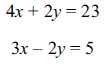 4x + 2y = 23
3x – 2y = 5